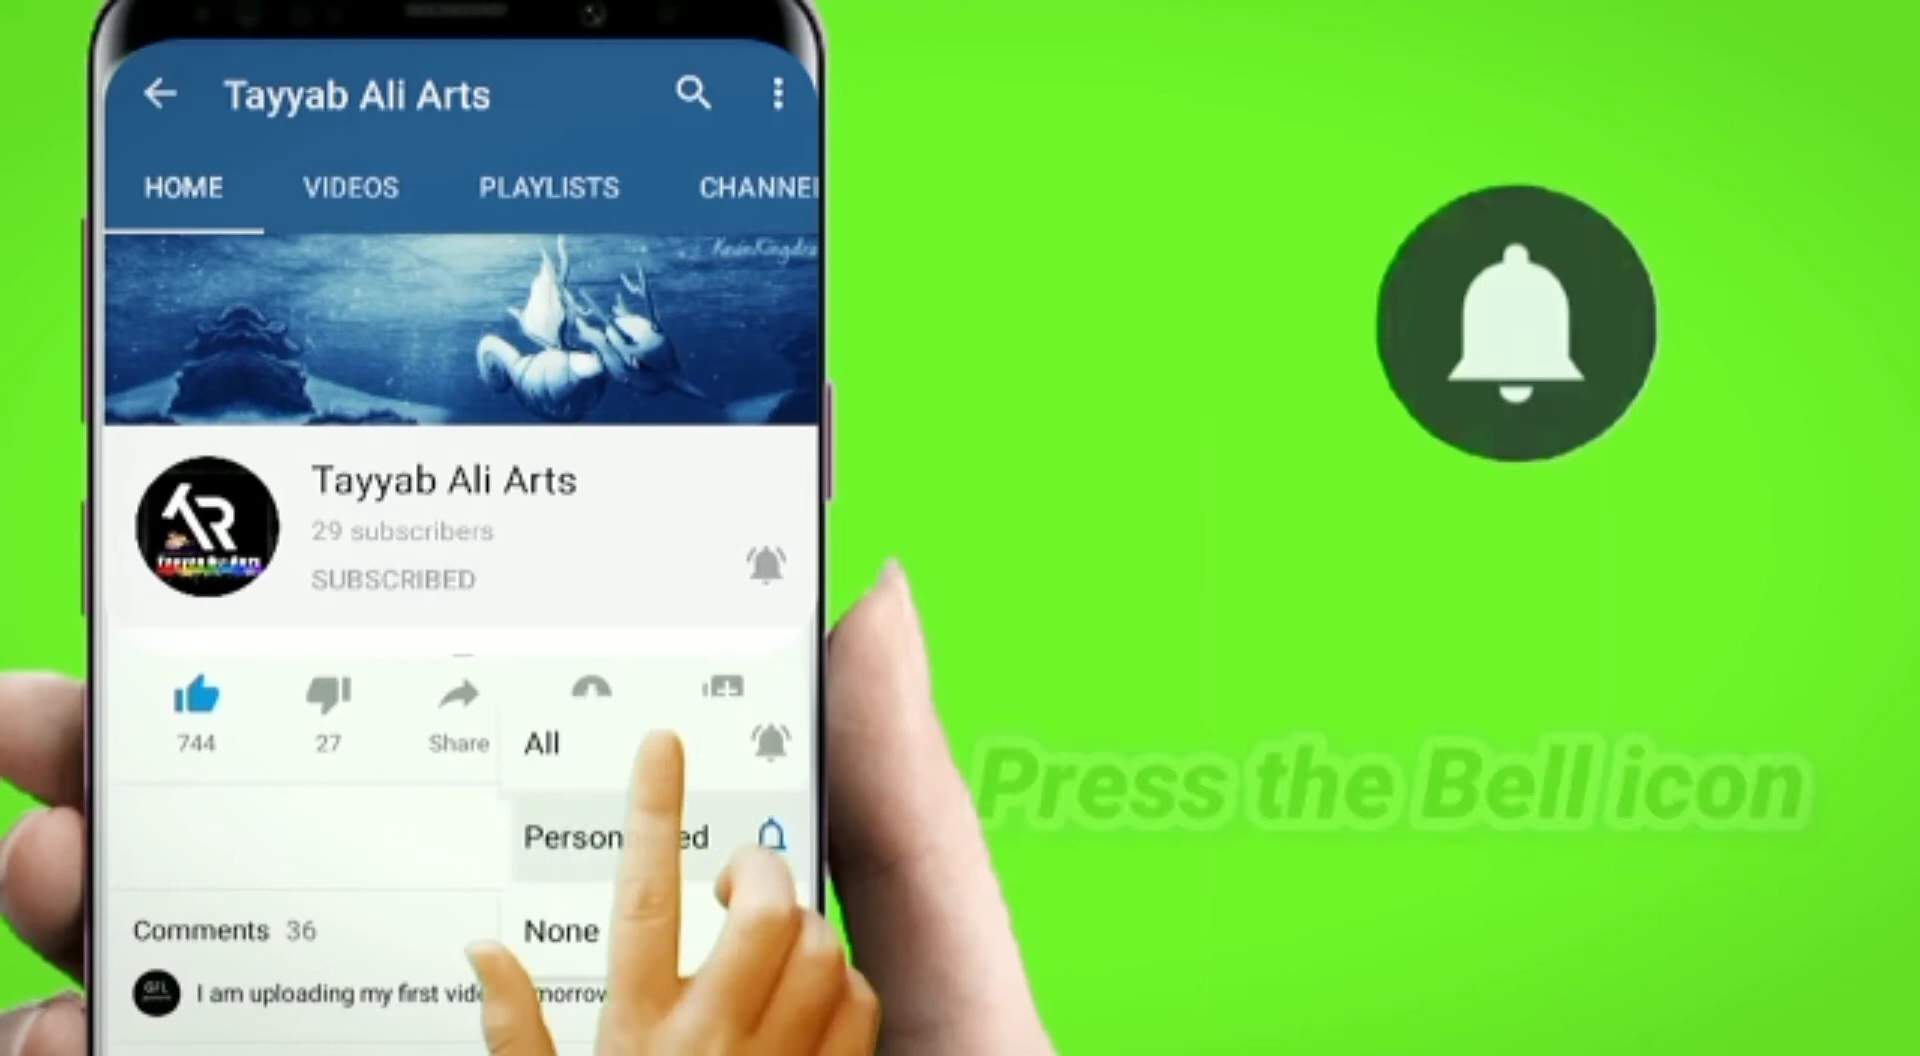 Tayyab Ali Arts
HOME VIDEOS PLAYLISTS CHANNEL
Tayyab Ali Arts
29 subscribers
SUBSCRIBED
744 27 Share
All
None
Press the Bell icon
Comments 36
I am uploading my first